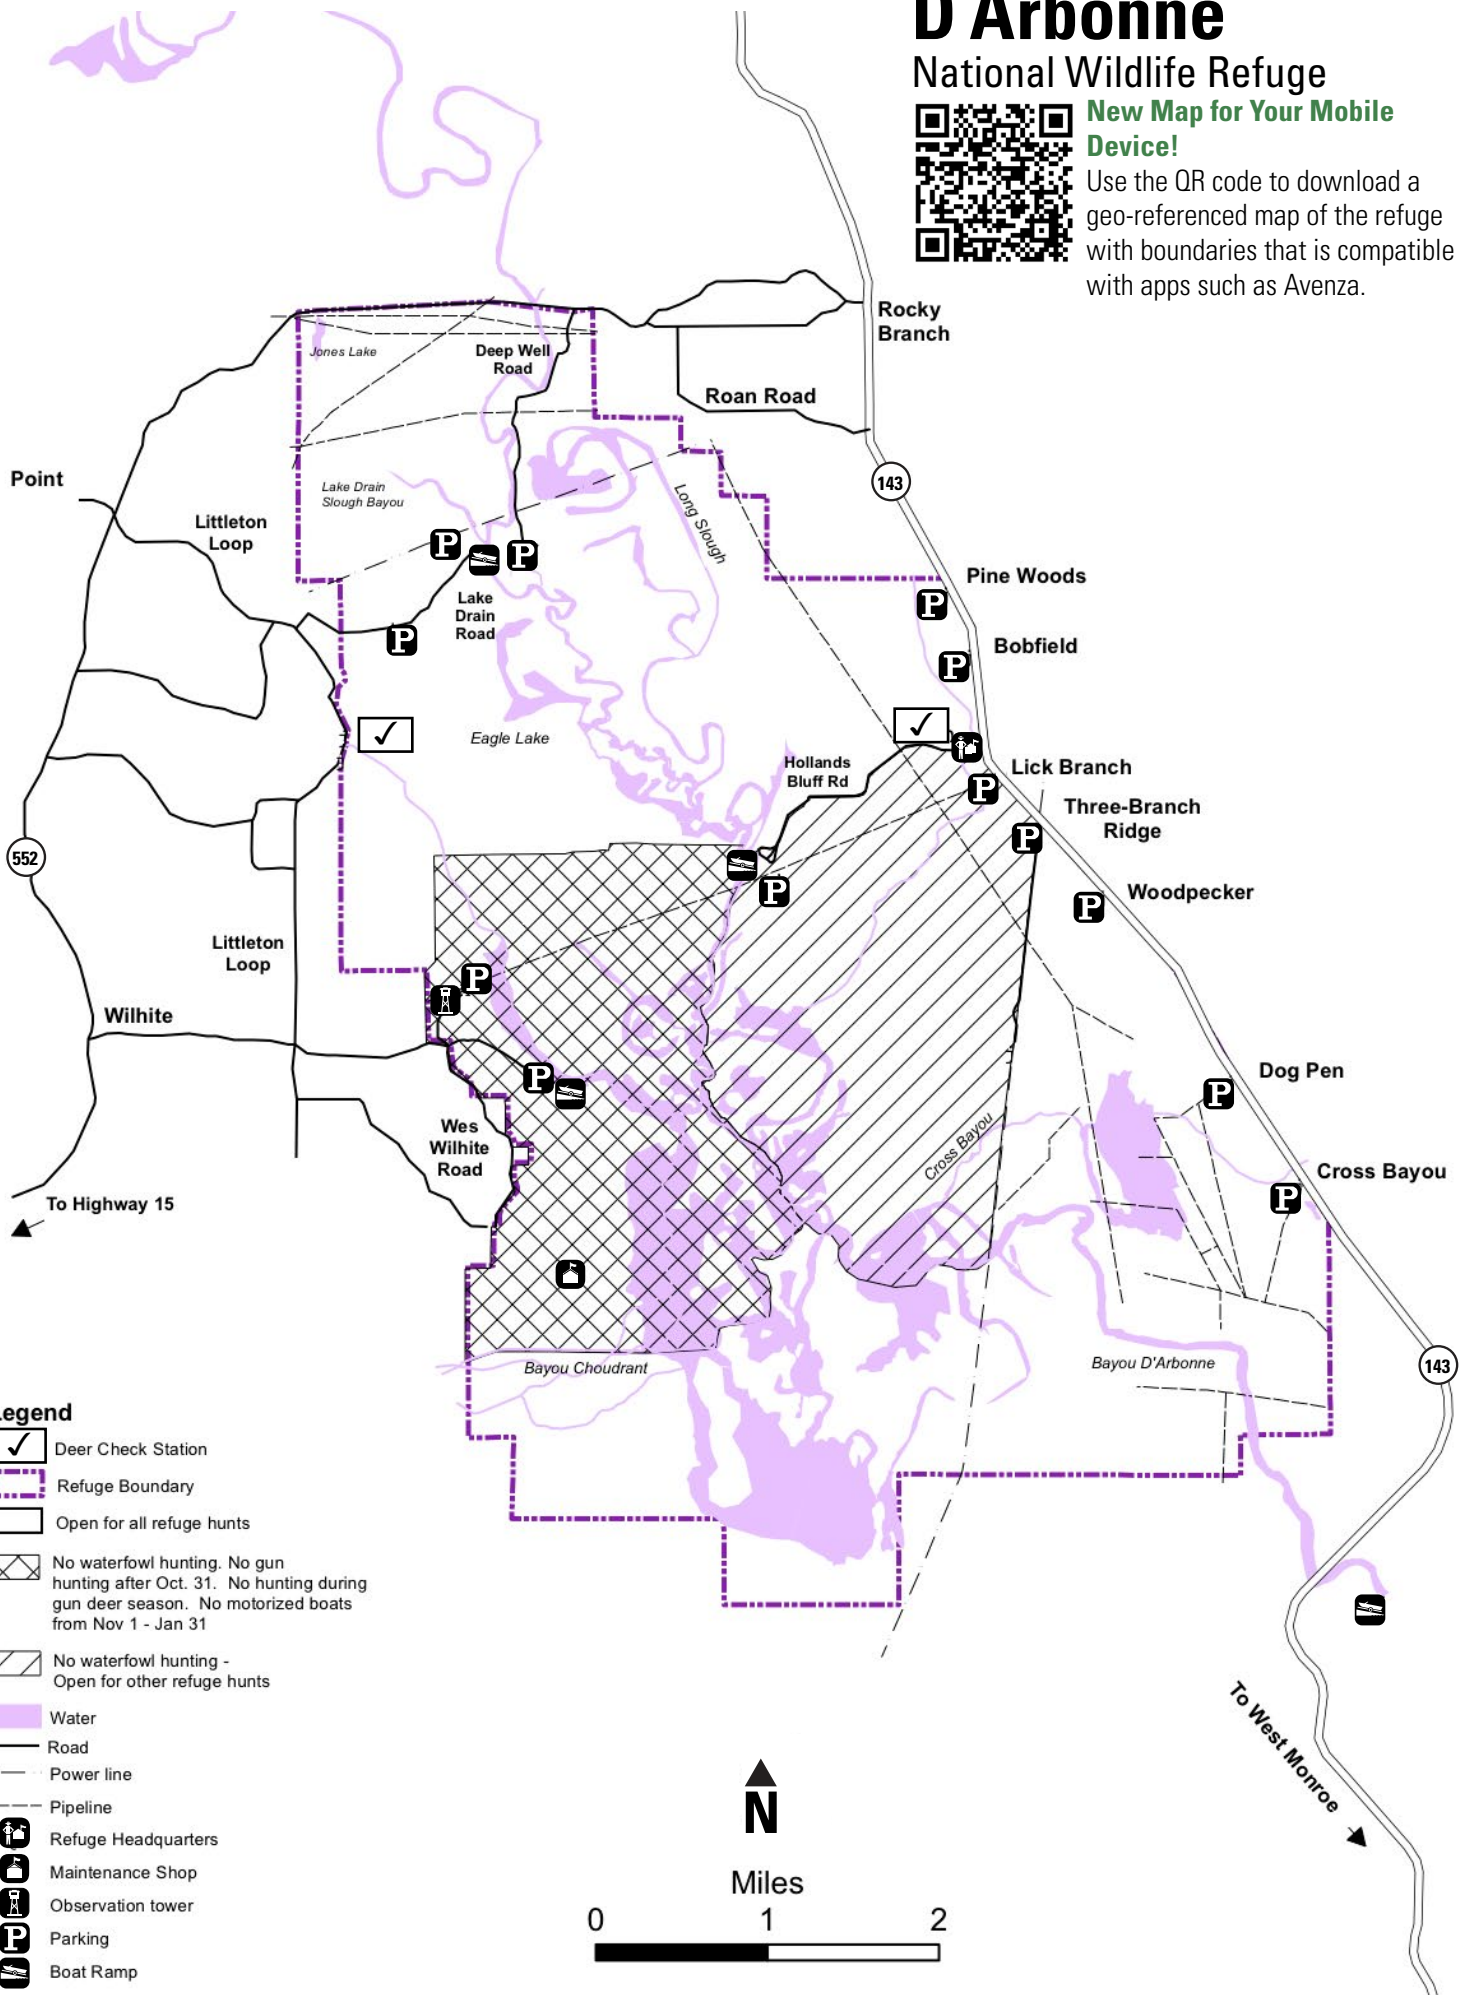 D'Arbonne
National Wildlife Refuge
New Map for Your Mobile
Device!
Use the QR code to download a
geo-referenced map of the refuge
with boundaries that is compatible
with apps such as Avenza.
Rocky
Branch
Jones Lake
Deep Well
Road
Roan Road
Point
143
Lake Drain
Slough Bayou
Long Slough
Littleton
Loop
P
P
Pine Woods
P
Lake
Drain
Road
P
Bobfield
P
Eagle Lake
Hollands
Bluff Rd
Lick Branch
P
Three-Branch
Ridge
P
552
P
Woodpecker
P
Littleton
Loop
P
Wilhite
Dog Pen
P
P
Wes
Wilhite
Road
Cross Bayou
Cross Bayou
P
To Highway 15
Bayou Choudrant
Bayou D'Arbonne
143
Legend
Deer Check Station
Refuge Boundary
Open for all refuge hunts
No waterfowl hunting. No gun
hunting after Oct. 31. No hunting during
gun deer season. No motorized boats
from Nov 1 - Jan 31
No waterfowl hunting -
Open for other refuge hunts
Water
Road
Power line
Pipeline
Refuge Headquarters
Maintenance Shop
Observation tower
P Parking
Boat Ramp
To West Monroe
N
Miles
0 1 2